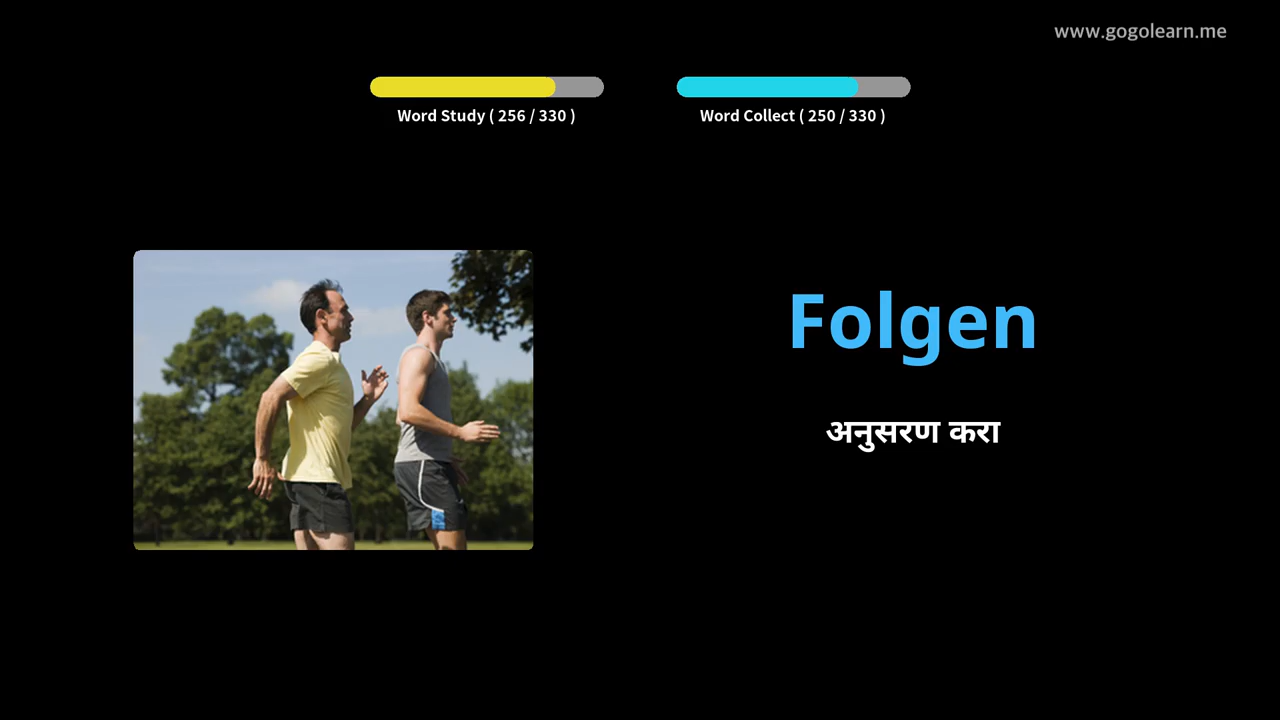 www.gogolearn.me
Word Study ( 256 / 330 )
Word Collect ( 250 / 330 )
Folgen
अनुसरण करा